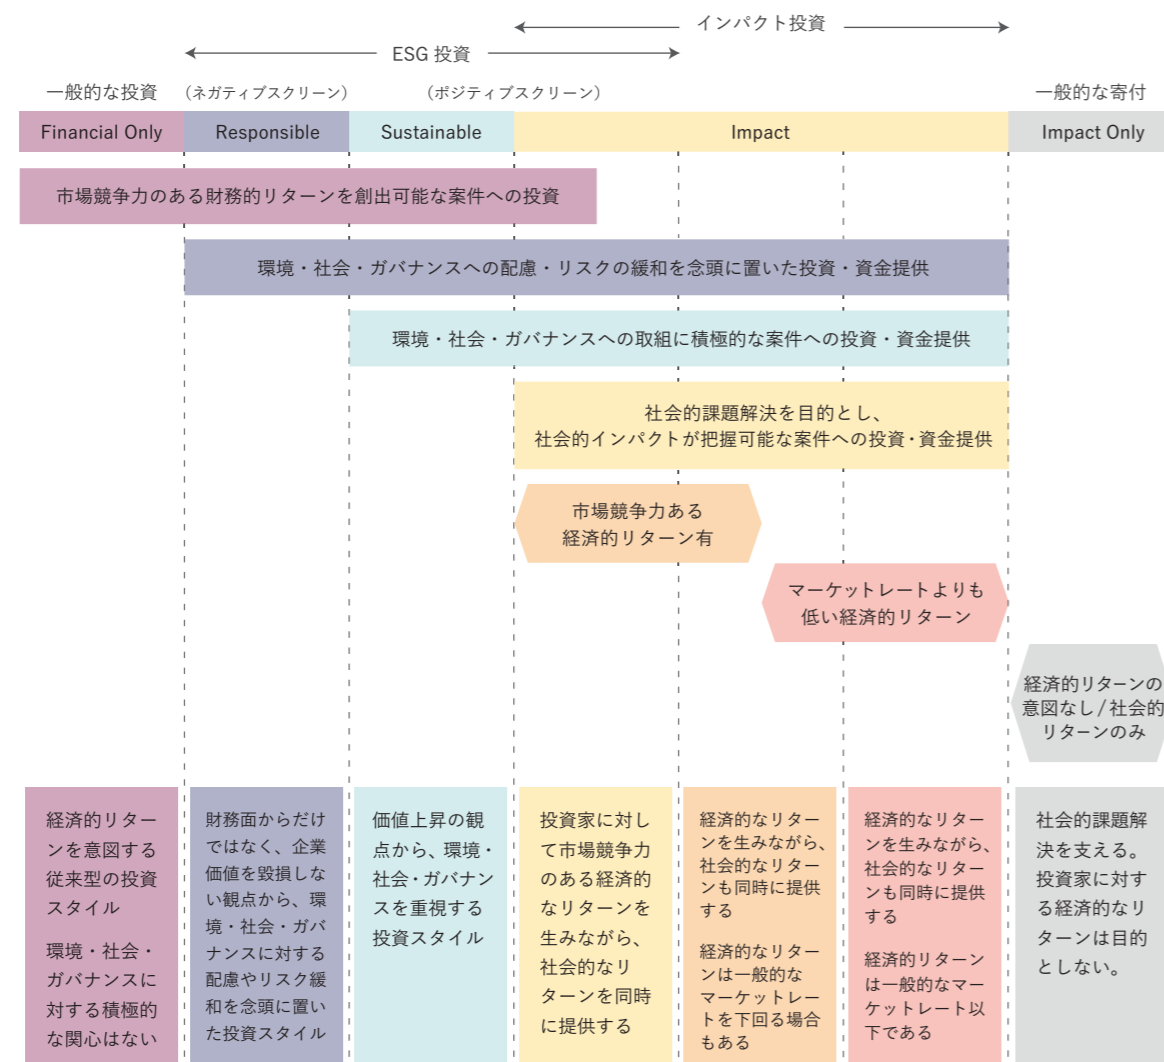 インパクト投資
ESG 投資
一般的な投資
（ネガティブスクリーン）
（ポジティブスクリーン）
一般的な寄付
Financial Only
Responsible
Sustainable
Impact
Impact Only
市場競争力のある財務的リターンを創出可能な案件への投資
環境・社会・ガバナンスへの配慮・リスクの緩和を念頭に置いた投資・資金提供
環境・社会・ガバナンスへの取組に積極的な案件への投資・資金提供
社会的課題解決を目的とし、
社会的インパクトが把握可能な案件への投資・資金提供
市場競争力ある
経済的リターン有
マーケットレートよりも
低い経済的リターン
経済的リターンの
意図なし/社会的
リターンのみ
経済的リター
ンを意図する
従来型の投資
スタイル
環境・社会・
ガバナンスに
対する積極的
な関心はない
財務面からだけ
ではなく、企業
価値を毀損しな
い観点から、環
境・社会・ガバ
ナンスに対する
配慮やリスク緩
和を念頭に置い
た投資スタイル
価値上昇の観
点から、環境・
社会・ガバナン
スを重視する
投資スタイル
投資家に対し
て市場競争力
のある経済的
なリターンを
生みながら、
社会的なリ
ターンを同時
に提供する
経済的なリター
ンを生みながら、
社会的なリター
ンも同時に提供
する
経済的なリター
ンは一般的な
マーケットレー
トを下回る場合
もある
経済的なリター
ンを生みながら、
社会的なリター
ンも同時に提供
する
経済的リターン
は一般的なマー
ケットレート以
下である
社会的課題解
決を支える。
投資家に対す
る経済的なリ
ターンは目的
としない。